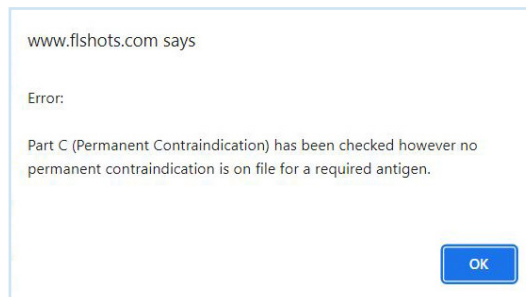 www.flshots.com says
Error:
Part C (Permanent Contraindication) has been checked however no
permanent contraindication is on file for a required antigen.
OK